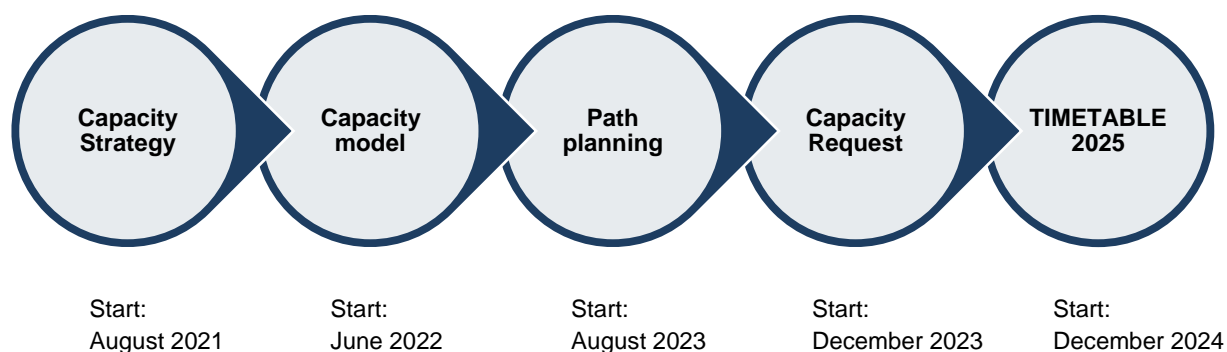 Capacity
Strategy
Capacity
model
Path
planning
Capacity
Request
TIMETABLE
2025
Start:
August 2021
Start:
June 2022
Start:
August 2023
Start:
December 2023
Start:
December 2024